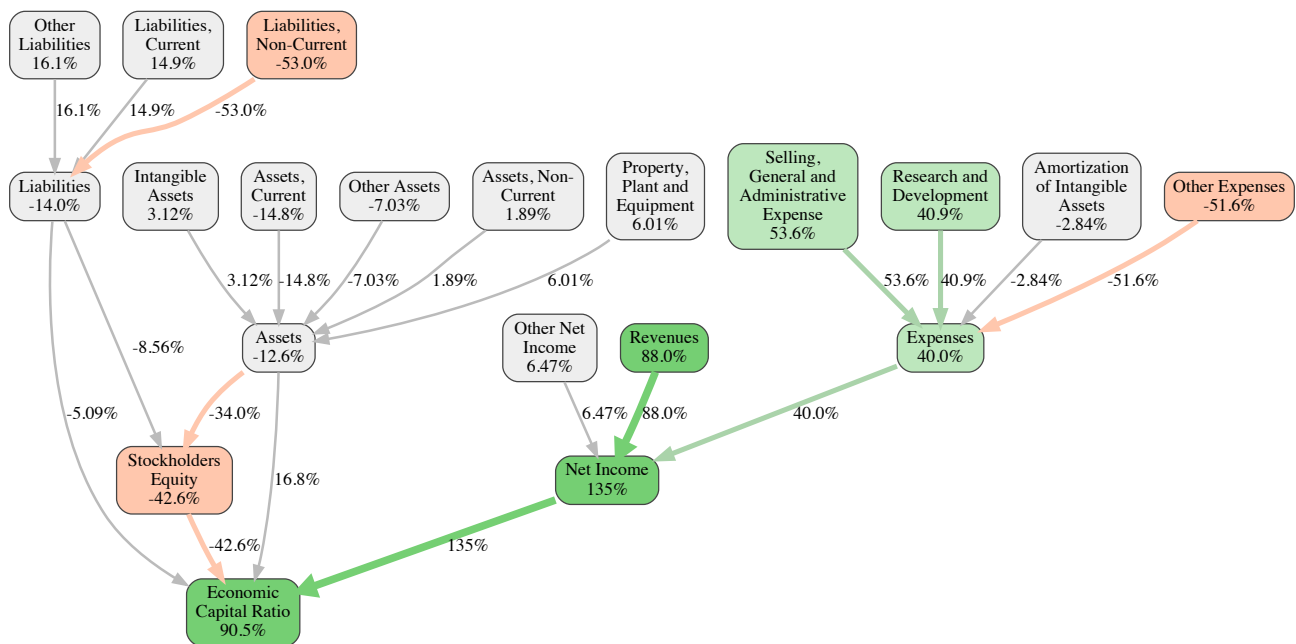 Other
Liabilities
16.1%
Liabilities,
Current
14.9%
Liabilities,
Non-Current
-53.0%
16.1%
14.9%
-53.0%
Liabilities
-14.0%
Intangible
Assets
3.12%
Assets,
Current
-14.8%
Other Assets
-7.03%
Assets, Non-
Current
1.89%
Property,
Plant and
Equipment
6.01%
Selling,
General and
Administrative
Expense
53.6%
Research and
Development
40.9%
Amortization
of Intangible
Assets
-2.84%
Other Expenses
-51.6%
3.12%
-14.8%
-7.03%
1.89%
6.01%
53.6%
40.9%
-2.84%
-51.6%
Assets
-12.6%
Other Net
Income
6.47%
Revenues
88.0%
Expenses
40.0%
-8.56%
-5.09%
-34.0%
6.47%
88.0%
40.0%
Stockholders
Equity
-42.6%
16.8%
Net Income
135%
-42.6%
135%
Economic
Capital Ratio
90.5%